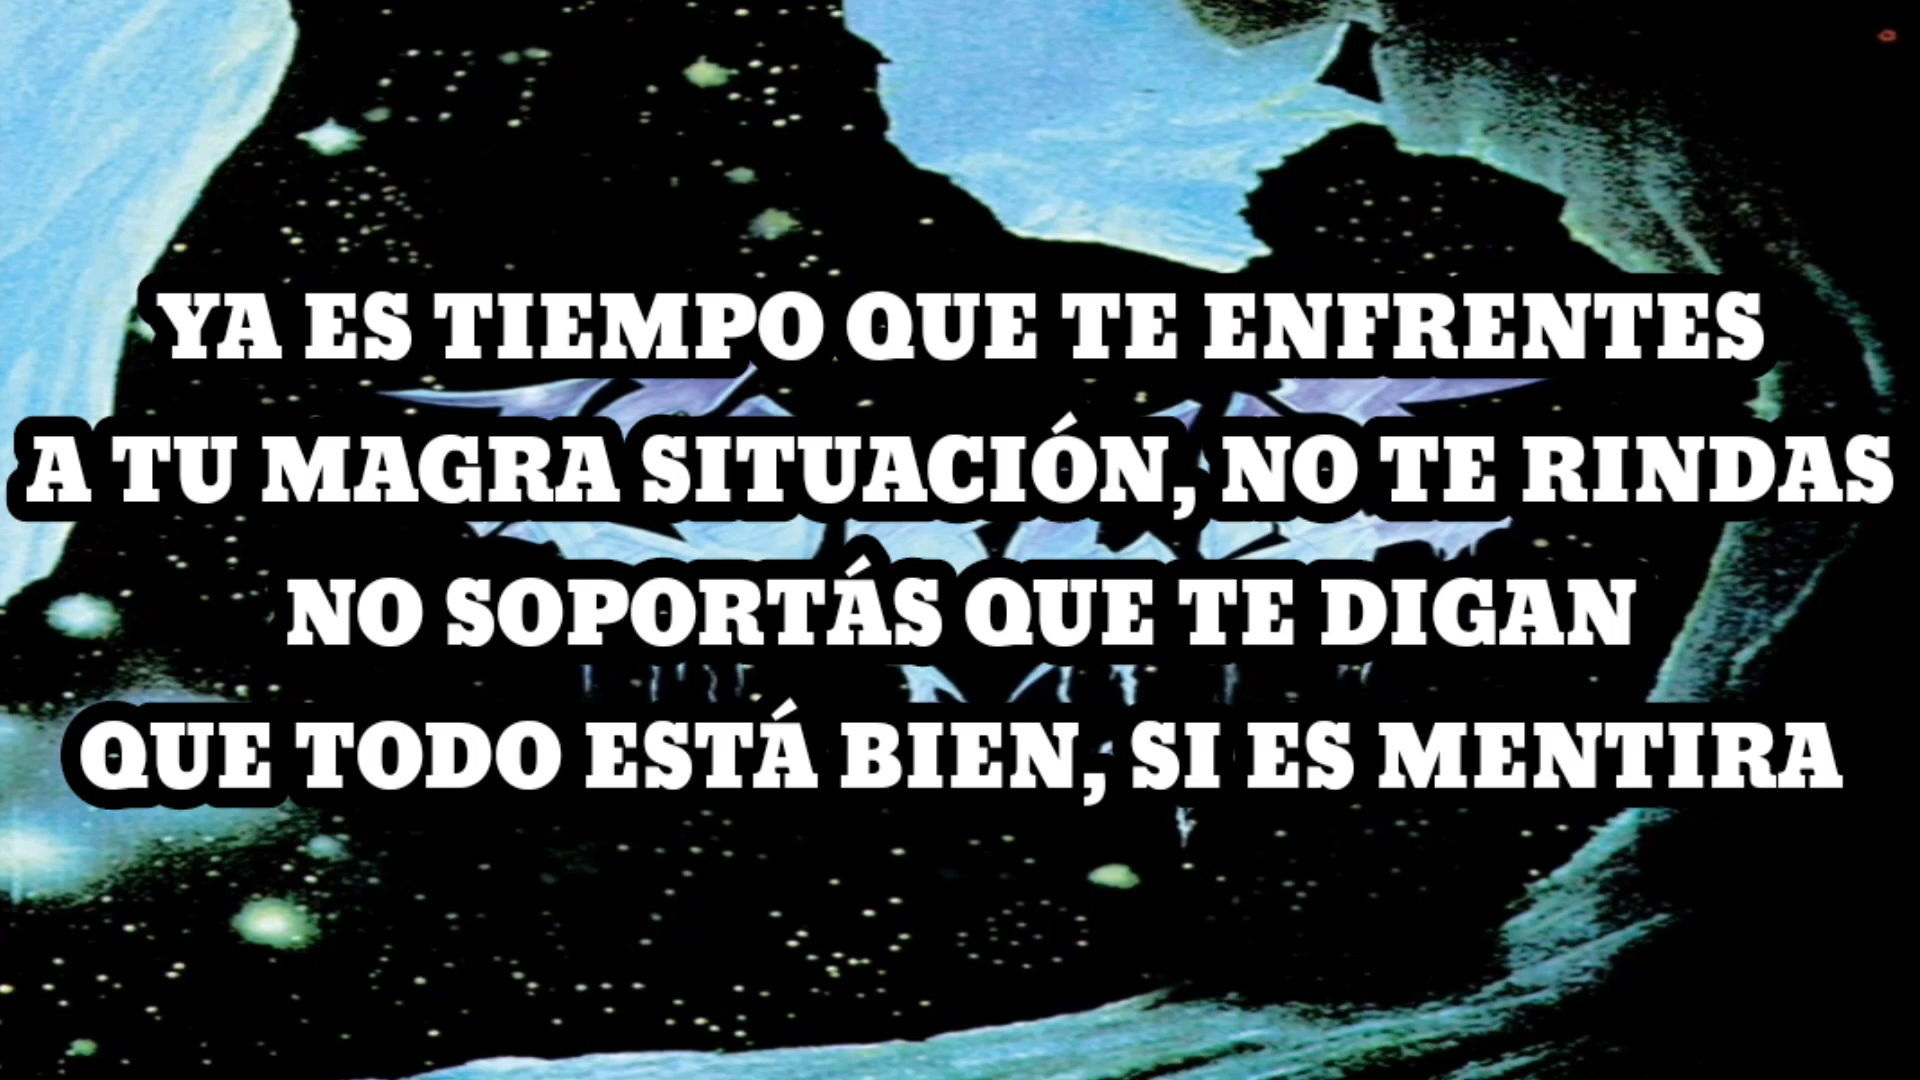 YA ES TIEMPO QUE TE ENFRENTES
A TU MAGRA SITUACIÓN, NO TE RINDAS
NO SOPORTÁS QUE TE DIGAN
QUE TODO ESTÁ BIEN, SI ES MENTIRA